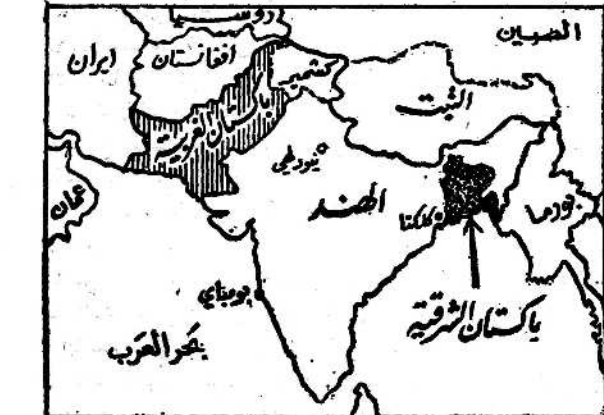 روسيا
الصين
ايران
افغانستان
كشمير
باكستان الغربية
التبت
نيودلهي
الهند
عمان
كلكتا
بورما
بومباي
باكستان الشرقية
بحر العرب